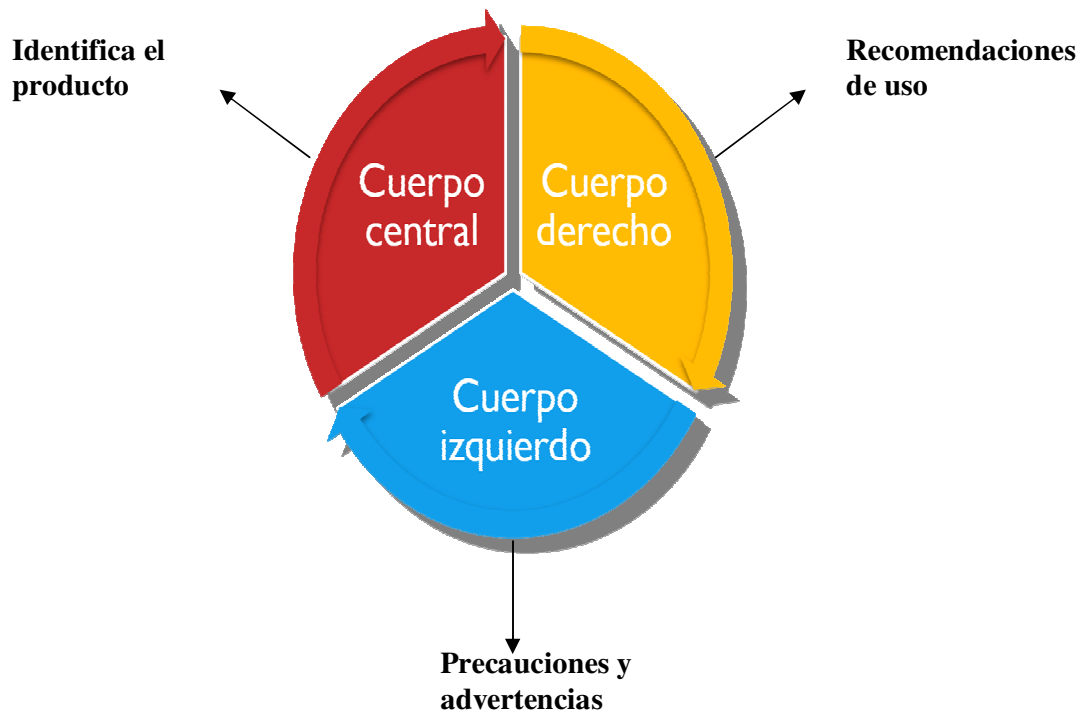 Identifica el
producto
Recomendaciones
de uso
Cuerpo
central
Cuerpo
derecho
Cuerpo
izquierdo
Precauciones y
advertencias